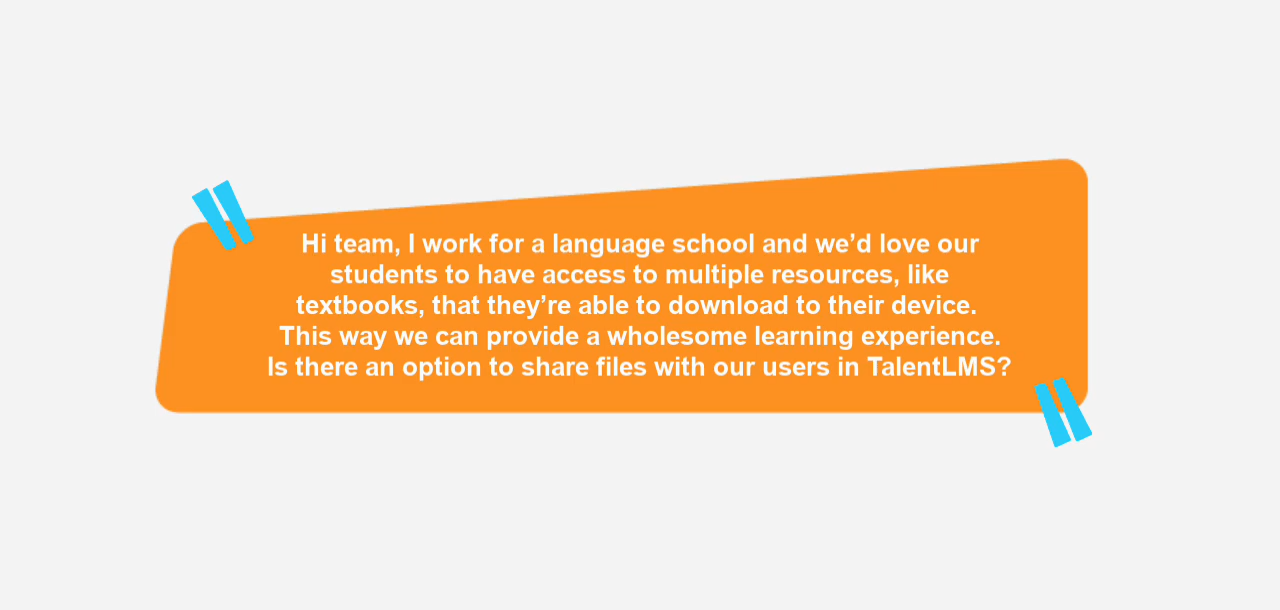 Hi team, I work for a language school and we’d love our
students to have access to multiple resources, like
textbooks, that they’re able to download to their device.
This way we can provide a wholesome learning experience.
Is there an option to share files with our users in TalentLMS?